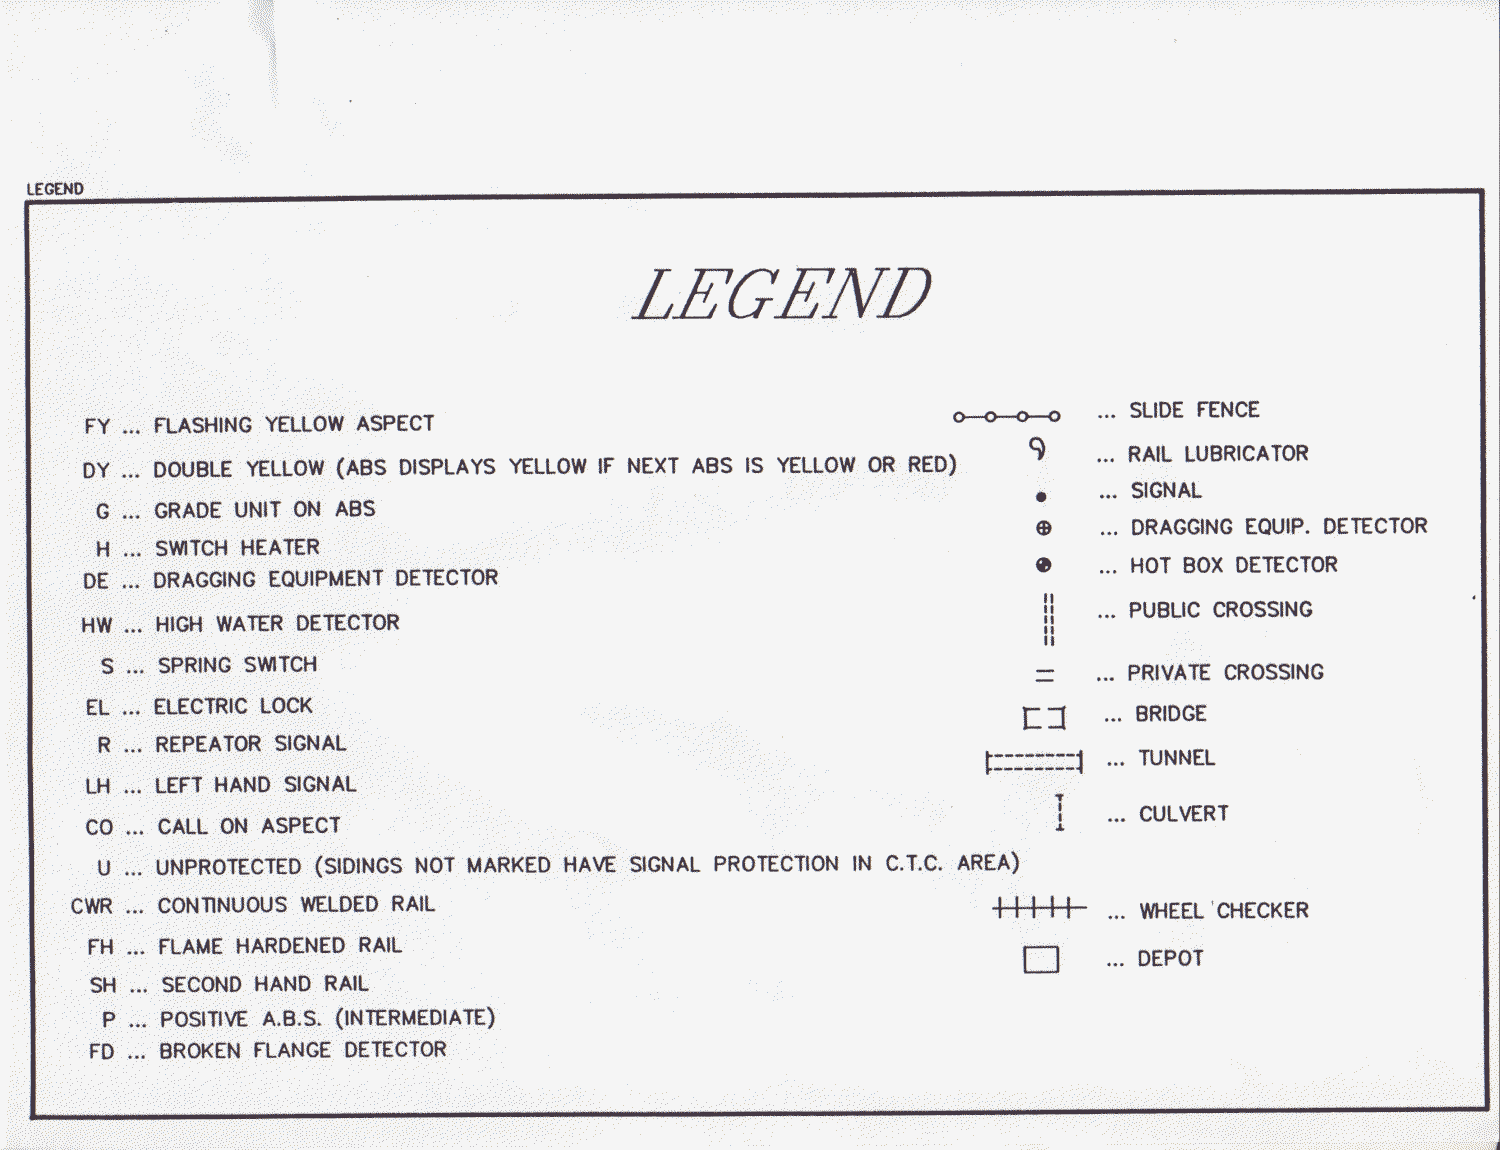 LEGEND
LEGEND
FY ... FLASHING YELLOW ASPECT
DY ... DOUBLE YELLOW (ABS DISPLAYS YELLOW IF NEXT ABS IS YELLOW OR RED)
G ... GRADE UNIT ON ABS
H ... SWITCH HEATER
DE ... DRAGGING EQUIPMENT DETECTOR
HW ... HIGH WATER DETECTOR
S ... SPRING SWITCH
EL ... ELECTRIC LOCK
R ... REPEATOR SIGNAL
LH ... LEFT HAND SIGNAL
CO ... CALL ON ASPECT
U ... UNPROTECTED (SIDINGS NOT MARKED HAVE SIGNAL PROTECTION IN C.T.C. AREA)
CWR ... CONTINUOUS WELDED RAIL
FH ... FLAME HARDENED RAIL
SH ... SECOND HAND RAIL
P ... POSITIVE A.B.S. (INTERMEDIATE)
FD ... BROKEN FLANGE DETECTOR
... SLIDE FENCE
... RAIL LUBRICATOR
... SIGNAL
... DRAGGING EQUIP. DETECTOR
... HOT BOX DETECTOR
... PUBLIC CROSSING
... PRIVATE CROSSING
... BRIDGE
... TUNNEL
... CULVERT
... WHEEL CHECKER
... DEPOT